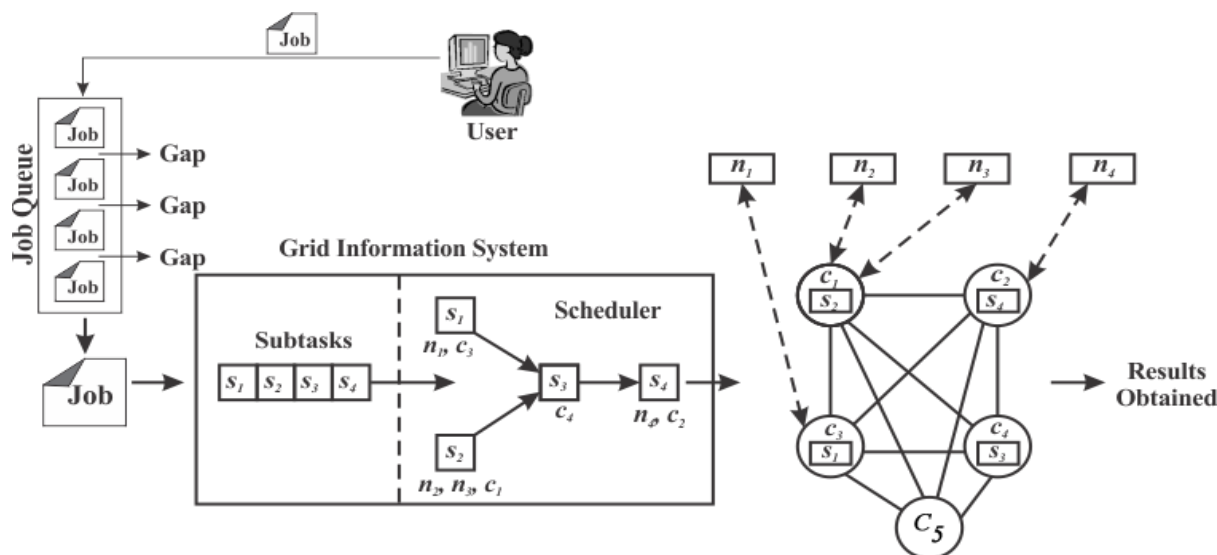 Job
User
Job Queue
Job
Gap
Job
Gap
Job
Gap
Job
Job
Grid Information System
Subtasks
s1 s2 s3 s4
Scheduler
s1
n1, c3
s2
n2, n3, c1
s3
c4
s4
n4, c2
n1
n2
n3
n4
c1
s2
c2
s4
c3
s1
c4
s3
C5
Results
Obtained